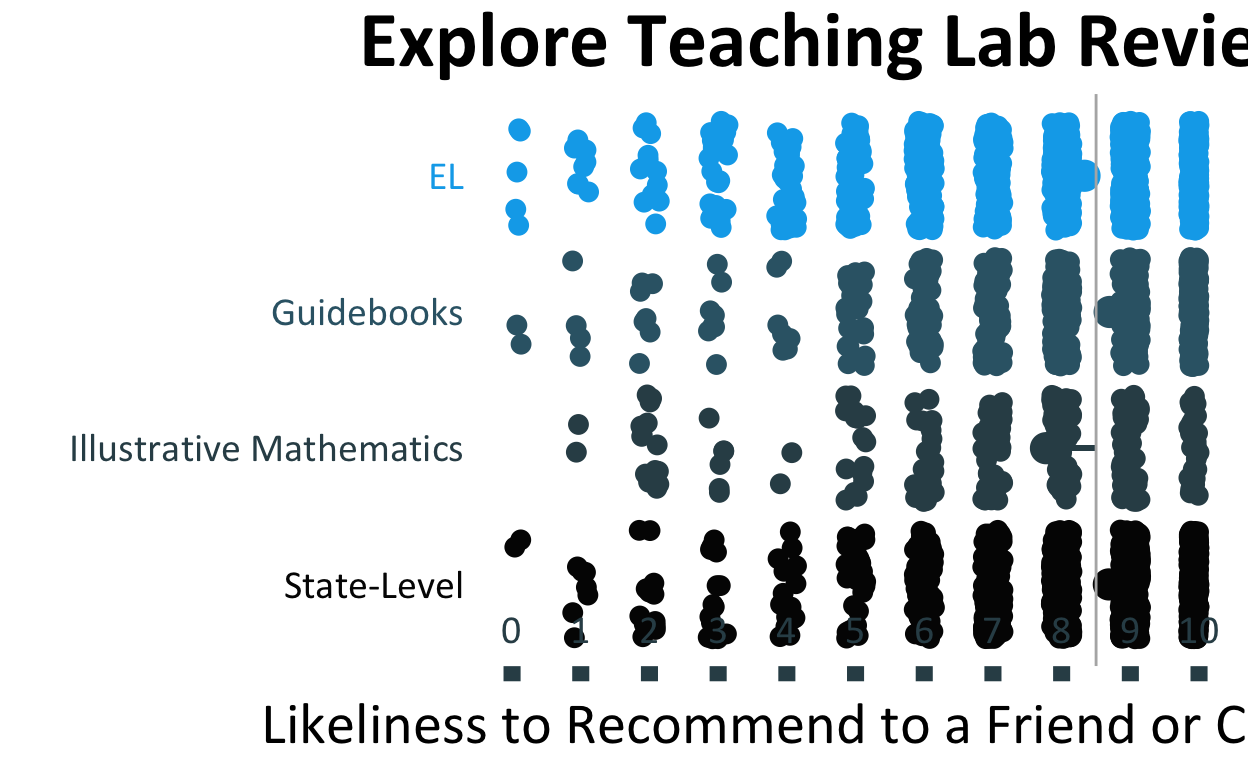 Explore Teaching Lab Revie
EL
Guidebooks
Illustrative Mathematics
State-Level
0 1 2 3 4 5 6 7 8 9 10
Likeliness to Recommend to a Friend or C